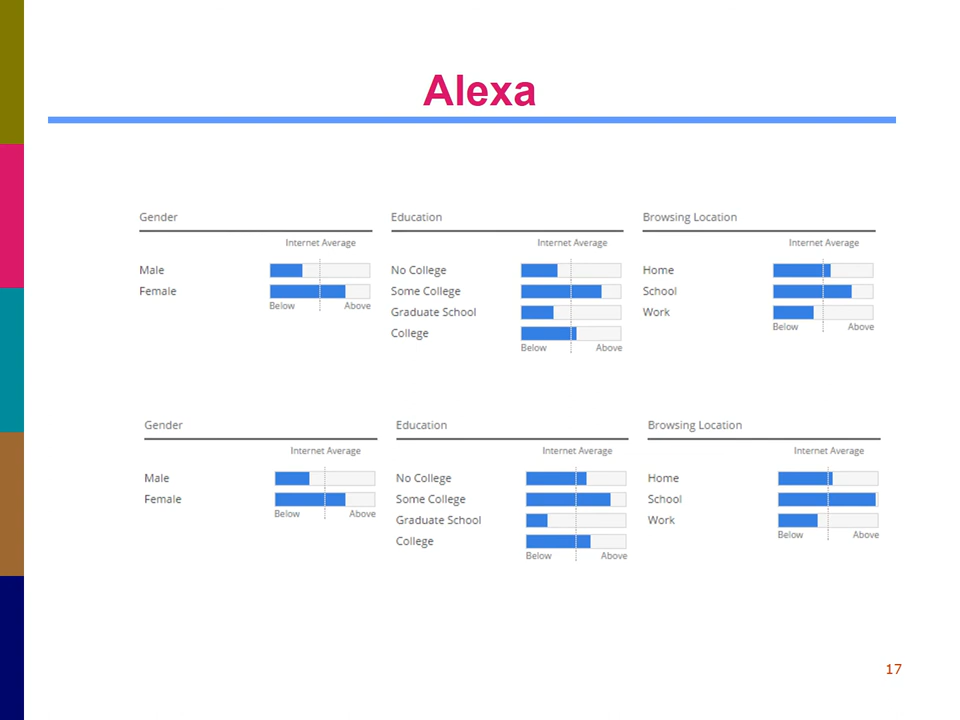 Alexa
Gender Education Browsing Location
Internet Average Internet Average Internet Average
Male No College Home
Female Some College School
Below Above Graduate School Work
College Below Above
Below Above
Gender Education Browsing Location
Internet Average Internet Average Internet Average
Male No College Home
Female Some College School
Below Above Graduate School Work
College Below Above
Below Above
17